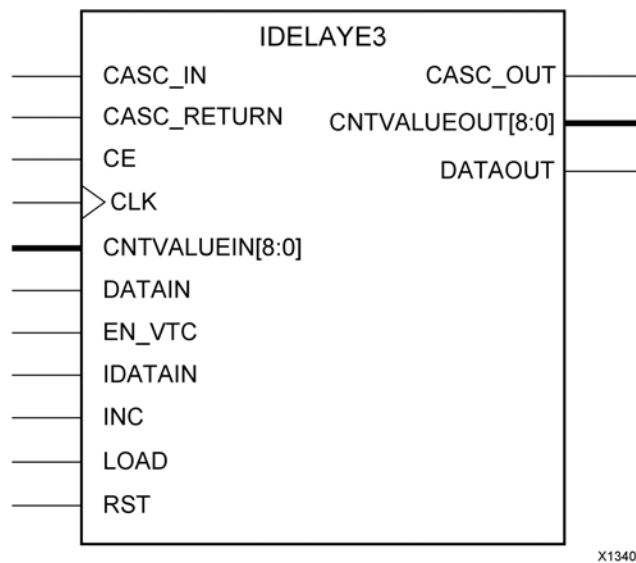 IDELAYE3
CASC_IN
CASC_RETURN
CE
CLK
CNTVALUEIN[8:0]
DATAIN
EN_VTC
IDATAIN
INC
LOAD
RST
CASC_OUT
CNTVALUEOUT[8:0]
DATAOUT
X1340